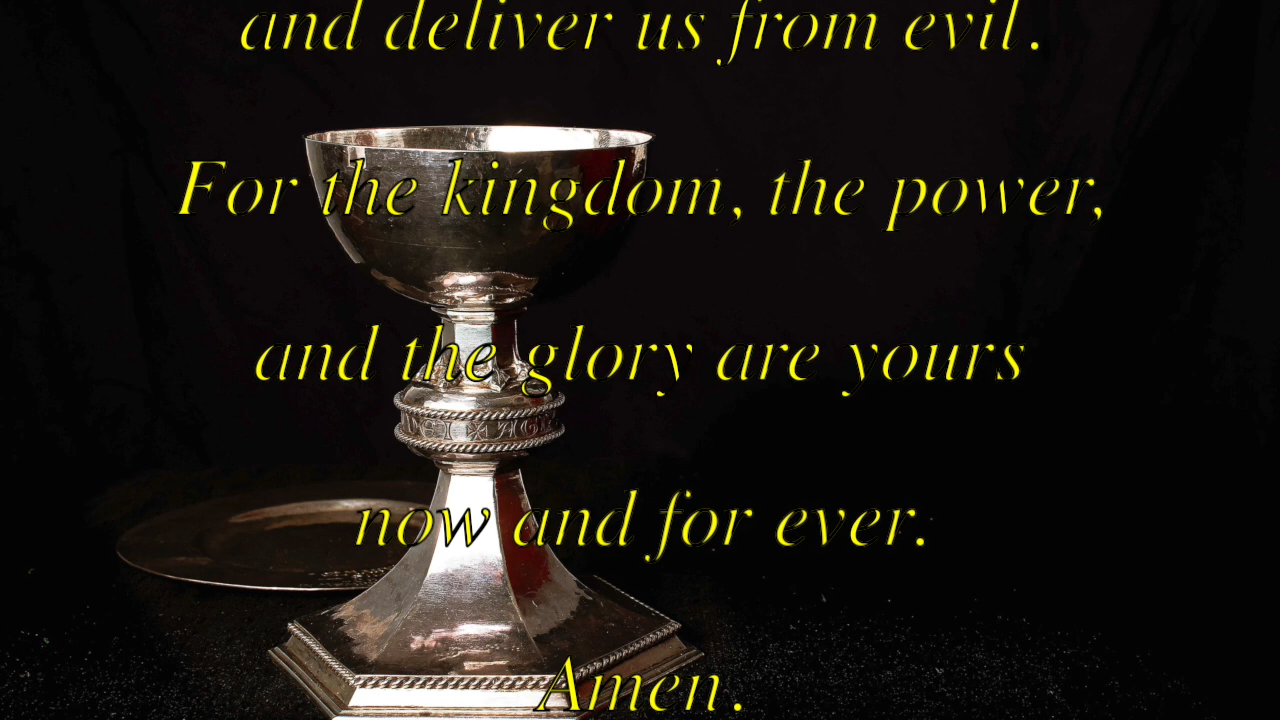 and deliver us from evil.
For the kingdom, the power,
and the glory are yours
now and for ever.
Amen.